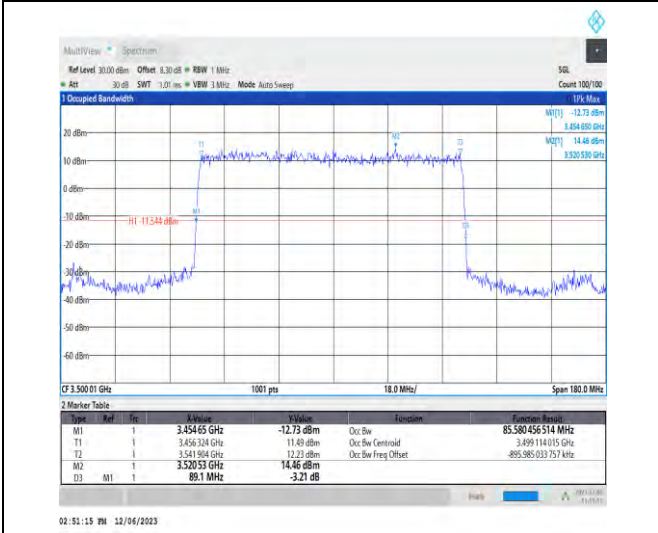 MultiView Spectrum
Ref Level 30.00 dBm Offset 8.30 dB RBW 1 MHz SGL
Att 30 dB SWT 1.01 ms VBW 3 MHz Mode Auto Sweep Count 100/100
1 Occupied Bandwidth 1Pk Max
M1[1] -12.73 dBm
3.454 650 GHz
M2[1] 14.46 dBm
3.520 530 GHz
20 dBm
T1
M2
10 dBm
0 dBm
-10 dBm
M1
H1 -11.544 dBm
D3
-20 dBm
-30 dBm
-40 dBm
-50 dBm
-60 dBm
CF 3.500 01 GHz 1001 pts 18.0 MHz/ Span 180.0 MHz
2 Marker Table
Type Ref Trc X-Value Y-Value Function Function Result
M1 1 3.454 65 GHz -12.73 dBm Occ Bw 85.580 456 514 MHz
T1 1 3.456 324 GHz 11.49 dBm Occ Bw Centroid 3.499 114 015 GHz
T2 1 3.541 904 GHz 12.23 dBm Occ Bw Freq Offset -895.985 033 757 kHz
M2 1 3.520 53 GHz 14.46 dBm
D3 M1 1 89.1 MHz -3.21 dB
02:51:15 PM 12/06/2023